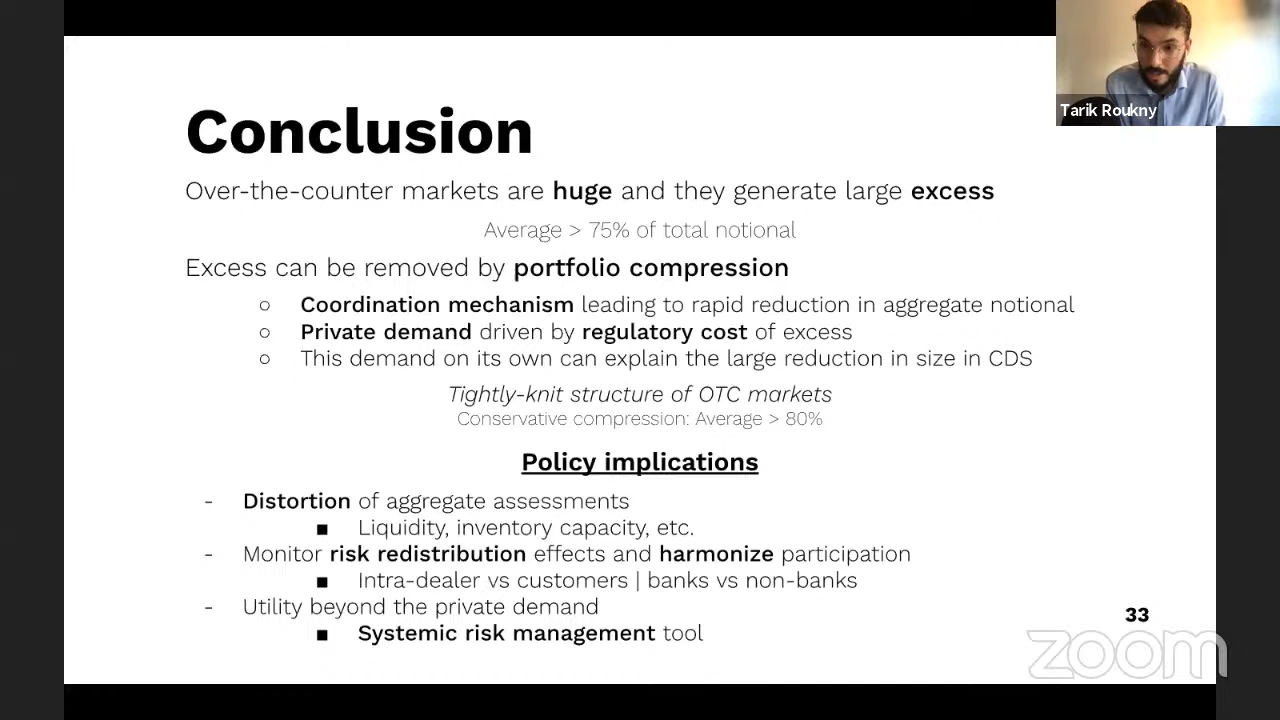 Tarik Roukny
Conclusion
Over-the-counter markets are huge and they generate large excess
Average > 75% of total notional
Excess can be removed by portfolio compression
○ Coordination mechanism leading to rapid reduction in aggregate notional
○ Private demand driven by regulatory cost of excess
○ This demand on its own can explain the large reduction in size in CDS
Tightly-knit structure of OTC markets
Conservative compression: Average > 80%
Policy implications
- Distortion of aggregate assessments
■ Liquidity, inventory capacity, etc.
- Monitor risk redistribution effects and harmonize participation
■ Intra-dealer vs customers | banks vs non-banks
- Utility beyond the private demand
■ Systemic risk management tool
33
zoom